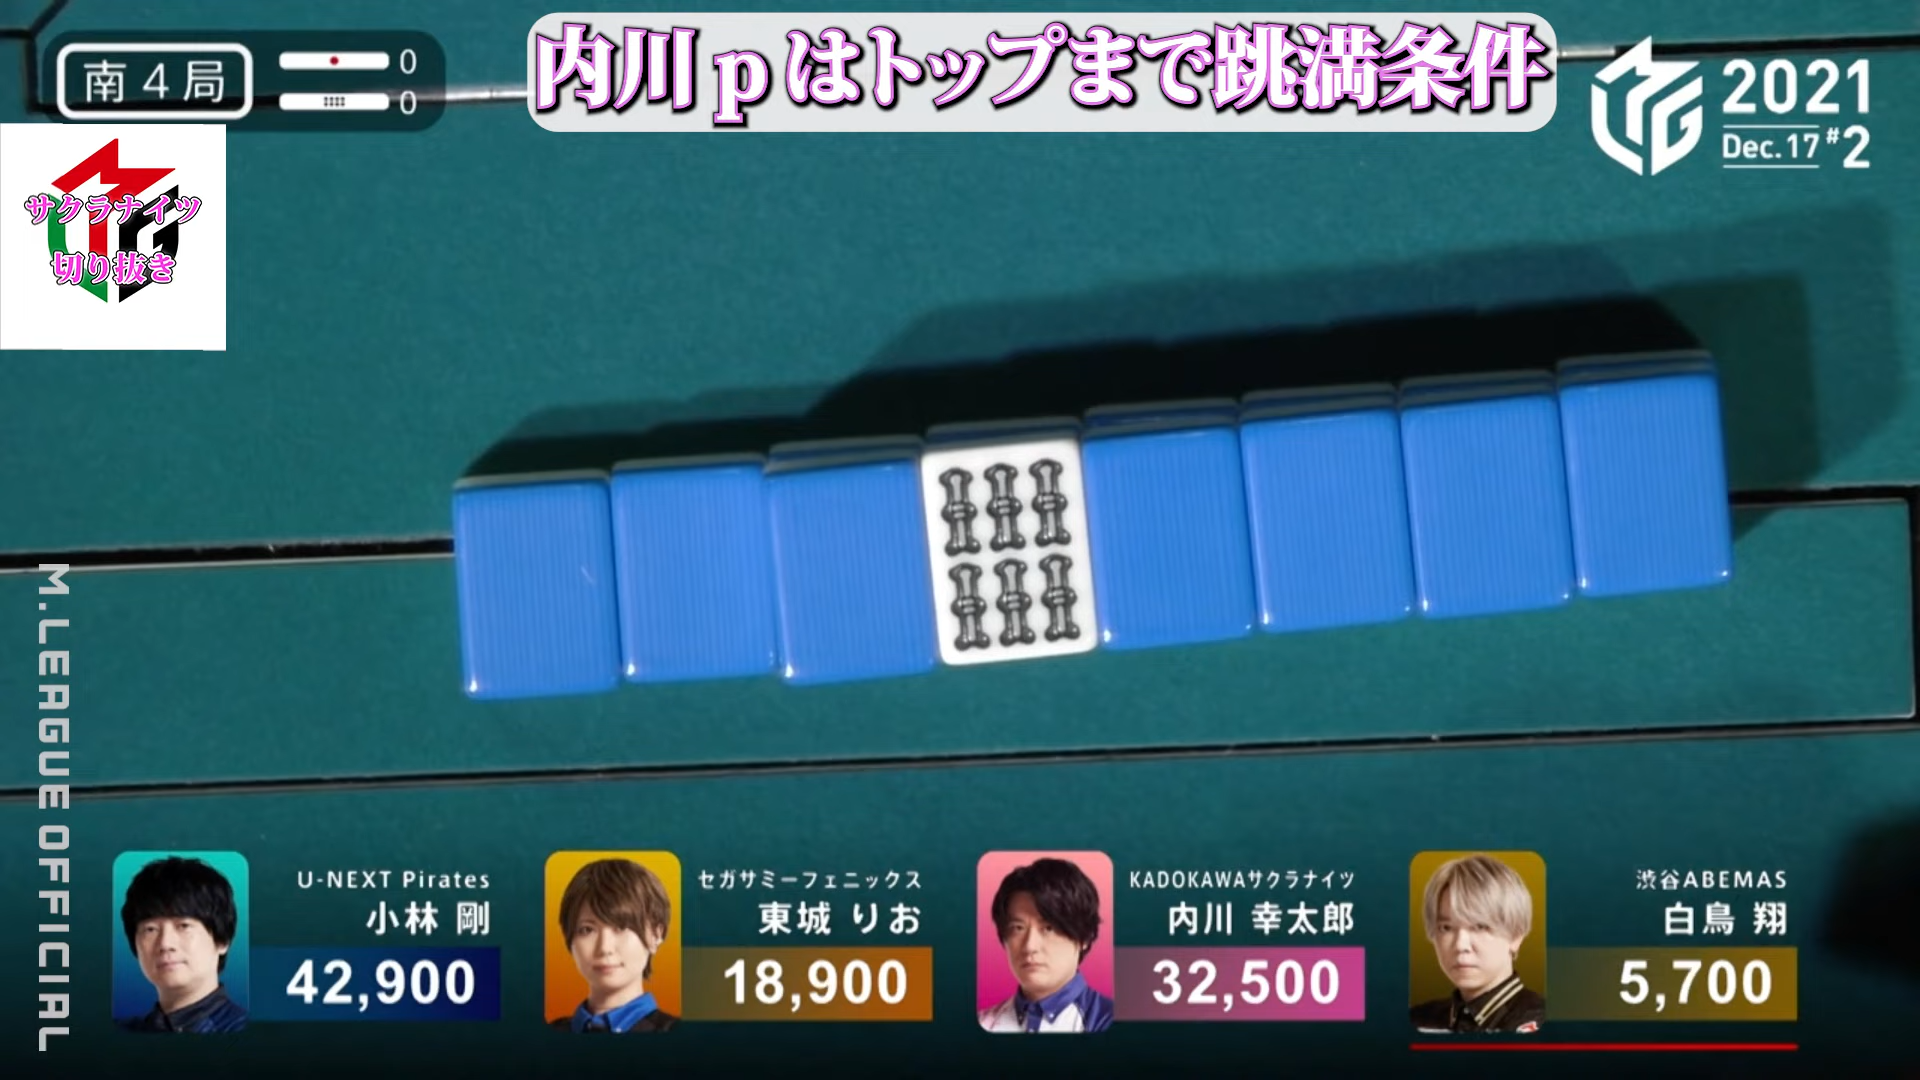 南4局
0
0
内川pはトップまで跳満条件
2021
Dec.17 #2
サクラナイツ
切り抜き
M.LEAGUE OFFICIAL
U-NEXT Pirates
小林 剛
42,900
セガサミーフェニックス
東城 りお
18,900
KADOKAWAサクラナイツ
内川 幸太郎
32,500
渋谷ABEMAS
白鳥 翔
5,700